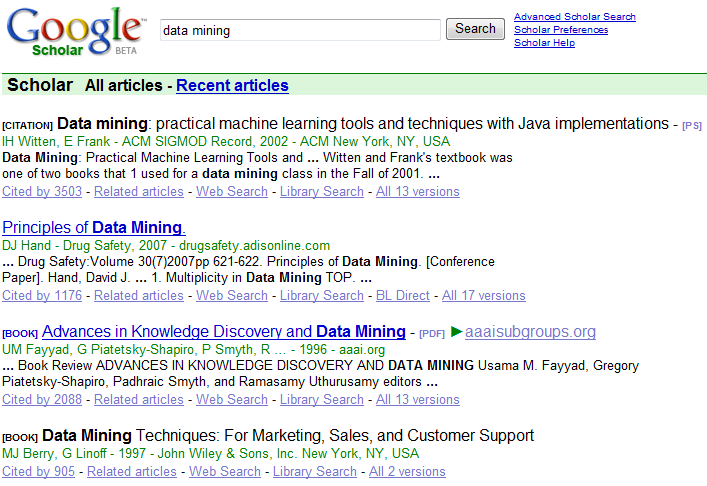 Google™
Scholar BETA
data mining
Search
Advanced Scholar Search
Scholar Preferences
Scholar Help
Scholar All articles - Recent articles
[CITATION] Data mining: practical machine learning tools and techniques with Java implementations - [PS]
IH Witten, E Frank - ACM SIGMOD Record, 2002 - ACM New York, NY, USA
Data Mining: Practical Machine Learning Tools and ... Witten and Frank's textbook was
one of two books that 1 used for a data mining class in the Fall of 2001. ...
Cited by 3503 - Related articles - Web Search - Library Search - All 13 versions
Principles of Data Mining.
DJ Hand - Drug Safety, 2007 - drugsafety.adisonline.com
... Drug Safety:Volume 30(7)2007pp 621-622. Principles of Data Mining. [Conference
Paper]. Hand, David J. ... 1. Multiplicity in Data Mining TOP. ...
Cited by 1176 - Related articles - Web Search - Library Search - BL Direct - All 17 versions
[BOOK] Advances in Knowledge Discovery and Data Mining - [PDF] ►aaaisubgroups.org
UM Fayyad, G Piatetsky-Shapiro, P Smyth, R ... - 1996 - aaai.org
... Book Review ADVANCES IN KNOWLEDGE DISCOVERY AND DATA MINING Usama M. Fayyad, Gregory
Piatetsky-Shapiro, Padhraic Smyth, and Ramasamy Uthurusamy editors ...
Cited by 2088 - Related articles - Web Search - Library Search - All 13 versions
[BOOK] Data Mining Techniques: For Marketing, Sales, and Customer Support
MJ Berry, G Linoff - 1997 - John Wiley & Sons, Inc. New York, NY, USA
Cited by 905 - Related articles - Web Search - Library Search - All 2 versions